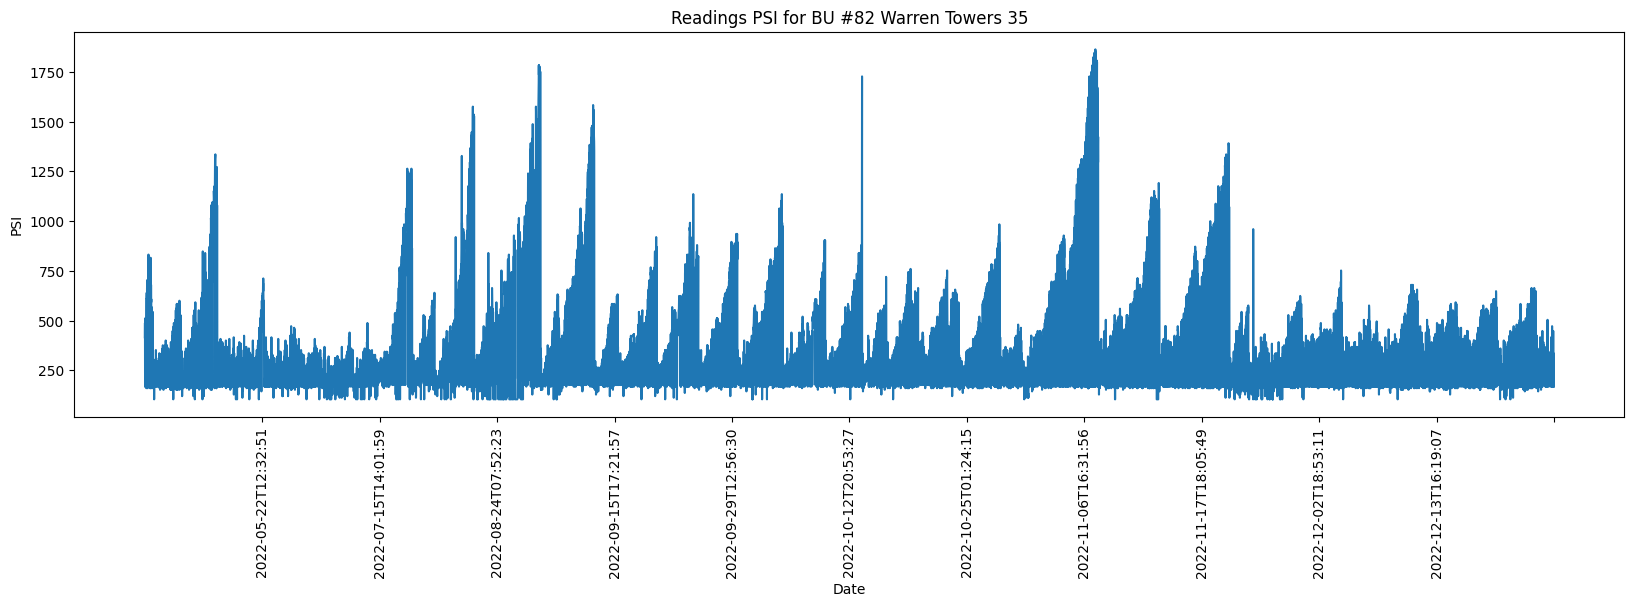 Readings PSI for BU #82 Warren Towers 35
PSI
1750
1500
1250
1000
750
500
250
2022-05-22T12:32:51
2022-07-15T14:01:59
2022-08-24T07:52:23
2022-09-15T17:21:57
2022-09-29T12:56:30
2022-10-12T20:53:27
2022-10-25T01:24:15
2022-11-06T16:31:56
2022-11-17T18:05:49
2022-12-02T18:53:11
2022-12-13T16:19:07
Date